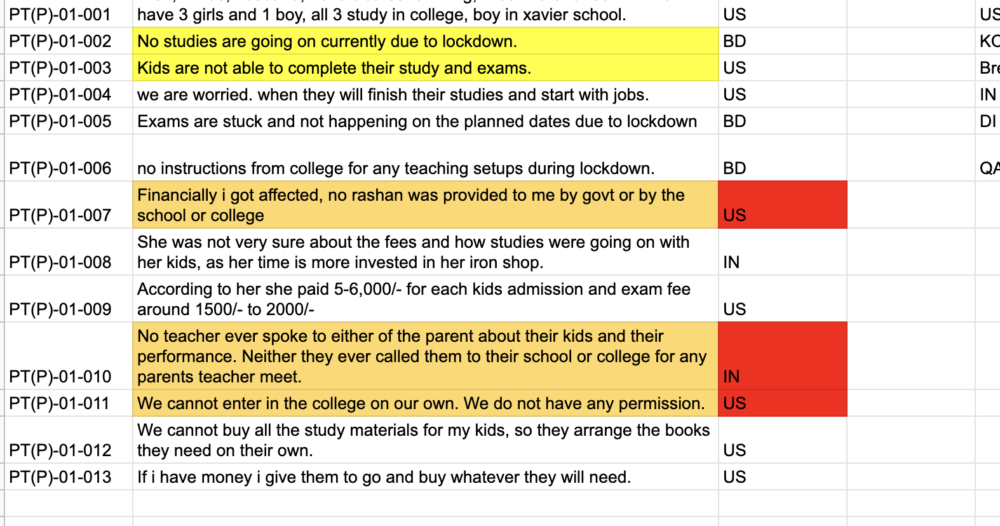 PT(P)-01-001 have 3 girls and 1 boy, all 3 study in college, boy in xavier school. US US
PT(P)-01-002 No studies are going on currently due to lockdown. BD
PT(P)-01-003 Kids are not able to complete their study and exams. US
PT(P)-01-004 we are worried. when they will finish their studies and start with jobs. US IN
PT(P)-01-005 Exams are stuck and not happening on the planned dates due to lockdown BD DI
PT(P)-01-006 no instructions from college for any teaching setups during lockdown. BD
Financially i got affected, no rashan was provided to me by govt or by the
PT(P)-01-007 school or college US
She was not very sure about the fees and how studies were going on with
PT(P)-01-008 her kids, as her time is more invested in her iron shop. IN
According to her she paid 5-6,000/- for each kids admission and exam fee
PT(P)-01-009 around 1500/- to 2000/- US
No teacher ever spoke to either of the parent about their kids and their
performance. Neither they ever called them to their school or college for any
PT(P)-01-010 parents teacher meet. IN
PT(P)-01-011 We cannot enter in the college on our own. We do not have any permission. US
We cannot buy all the study materials for my kids, so they arrange the books
PT(P)-01-012 they need on their own. US
PT(P)-01-013 If i have money i give them to go and buy whatever they will need. US